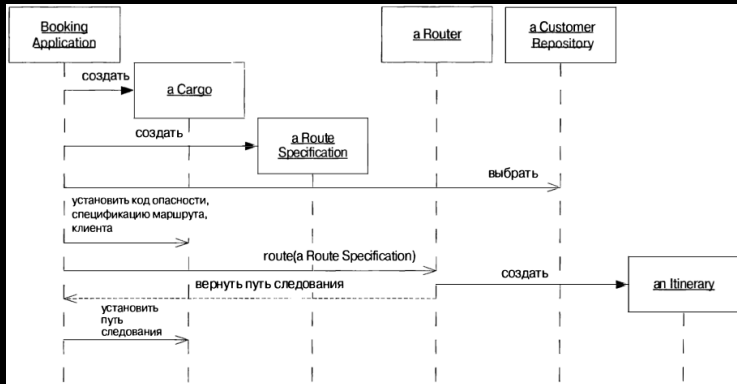 Booking
Application
a Router
a Customer
Repository
создать
a Cargo
создать
a Route
Specification
выбрать
установить код опасности,
спецификацию маршрута,
клиента
route(a Route Specification)
вернуть путь следования
создать
an Itinerary
установить
путь
следования